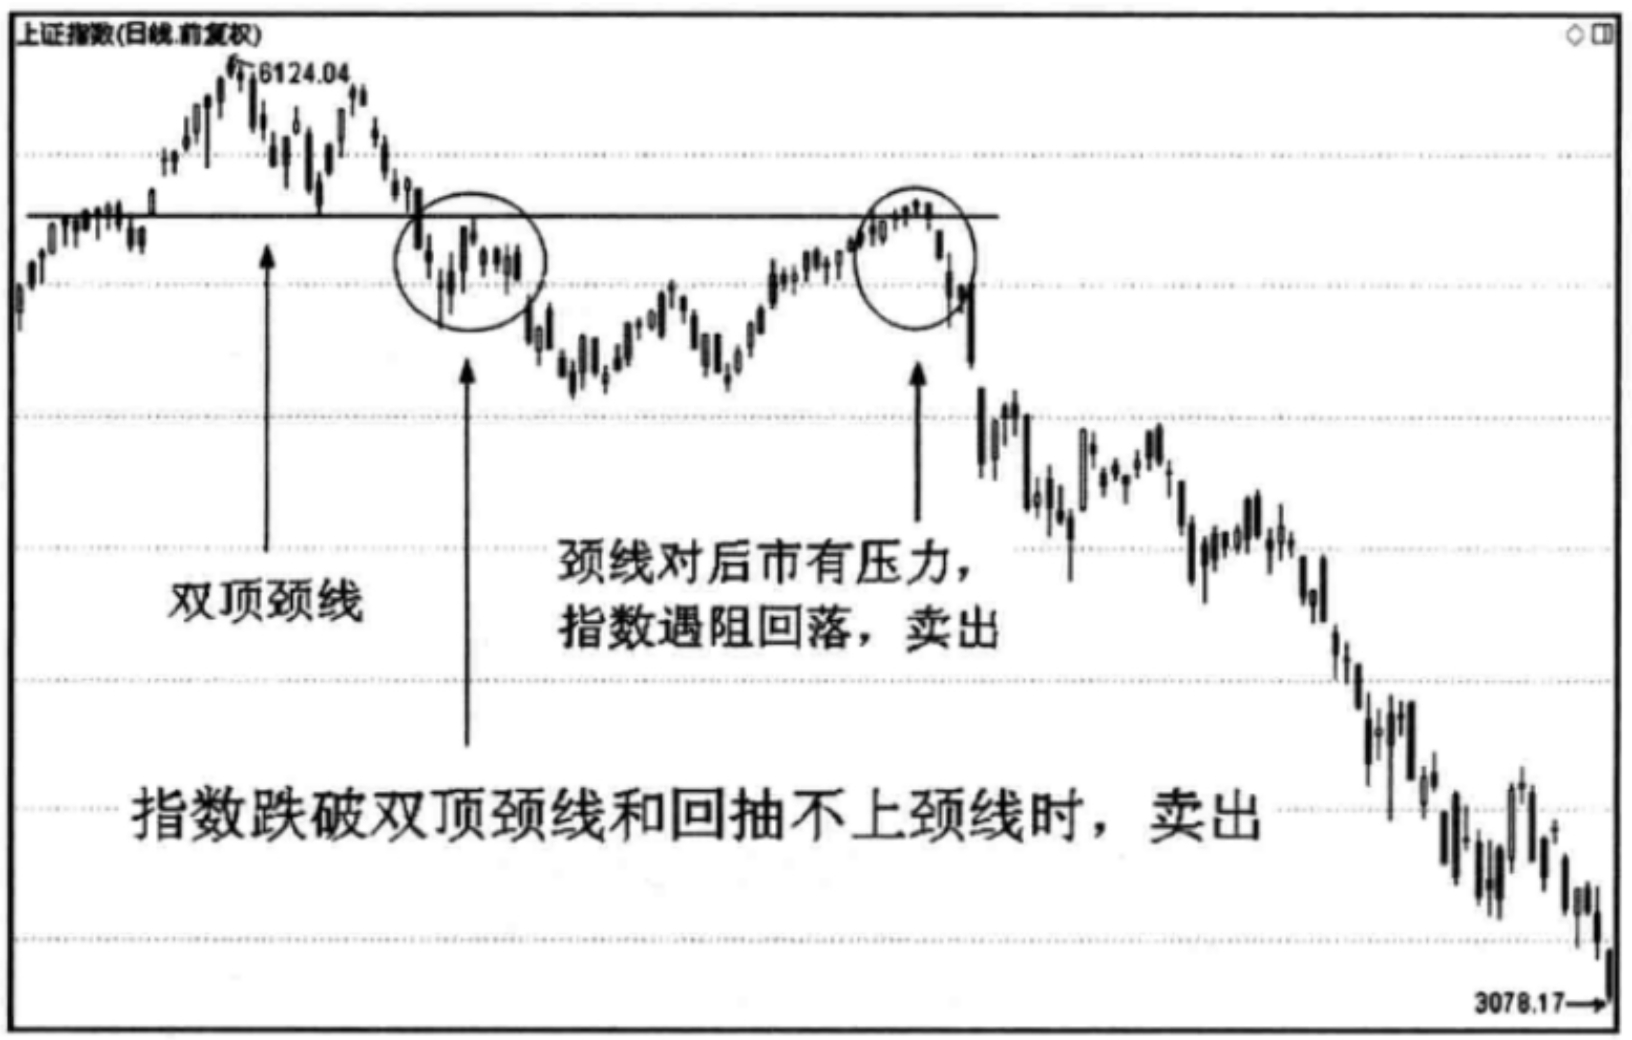 上证指数(日线.前复权)
6124.04
双顶颈线
颈线对后市有压力，
指数遇阻回落，卖出
指数跌破双顶颈线和回抽不上颈线时，卖出
3078.17